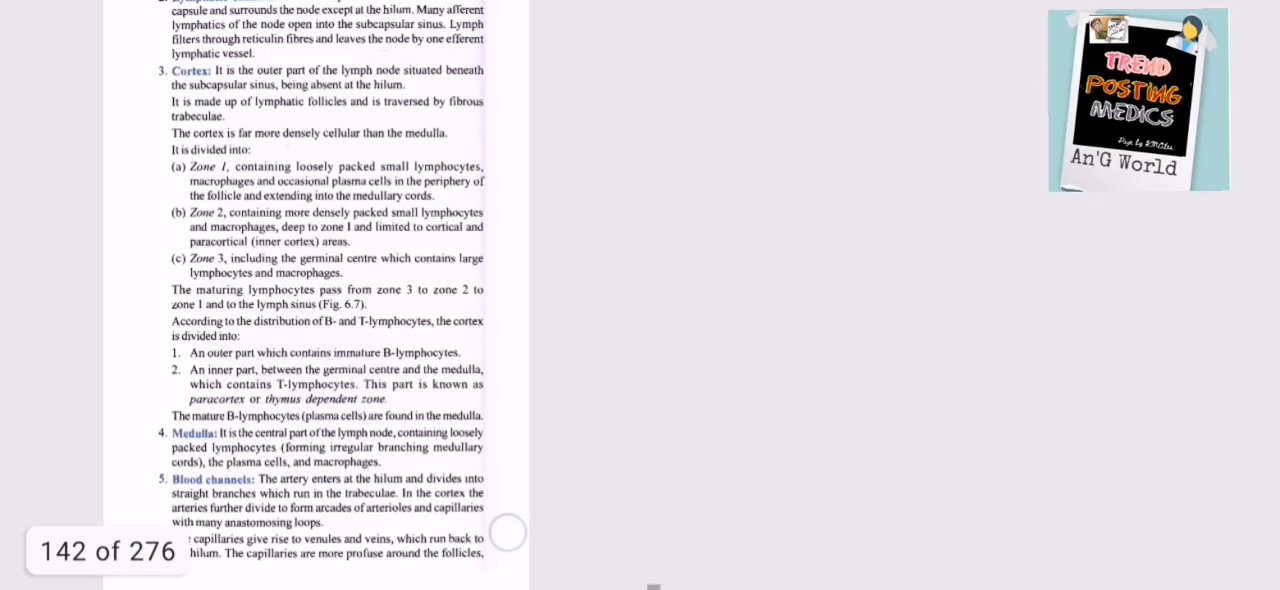 capsule and surrounds the node except at the hilum. Many afferent
lymphatics of the node open into the subcapsular sinus. Lymph
filters through reticulin fibres and leaves the node by one efferent
lymphatic vessel.
3. Cortex: It is the outer part of the lymph node situated beneath
the subcapsular sinus, being absent at the hilum.
It is made up of lymphatic follicles and is traversed by fibrous
trabeculae.
The cortex is far more densely cellular than the medulla.
It is divided into:
(a) Zone 1, containing loosely packed small lymphocytes,
macrophages and occasional plasma cells in the periphery of
the follicle and extending into the medullary cords.
(b) Zone 2, containing more densely packed small lymphocytes
and macrophages, deep to zone I and limited to cortical and
paracortical (inner cortex) areas.
(c) Zone 3, including the germinal centre which contains large
lymphocytes and macrophages.
The maturing lymphocytes pass from zone 3 to zone 2 to
zone 1 and to the lymph sinus (Fig. 6.7).
According to the distribution of B- and T-lymphocytes, the cortex
is divided into:
1. An outer part which contains immature B-lymphocytes.
2. An inner part, between the germinal centre and the medulla,
which contains T-lymphocytes. This part is known as
paracortex or thymus dependent zone.
The mature B-lymphocytes (plasma cells) are found in the medulla.
4. Medulla: It is the central part of the lymph node, containing loosely
packed lymphocytes (forming irregular branching medullary
cords), the plasma cells, and macrophages.
5. Blood channels: The artery enters at the hilum and divides into
straight branches which run in the trabeculae. In the cortex the
arteries further divide to form arcades of arterioles and capillaries
with many anastomosing loops.
capillaries give rise to venules and veins, which run back to
hilum. The capillaries are more profuse around the follicles,
142 of 276
TREND
POSTING
MEDICS
Page by
An'G World